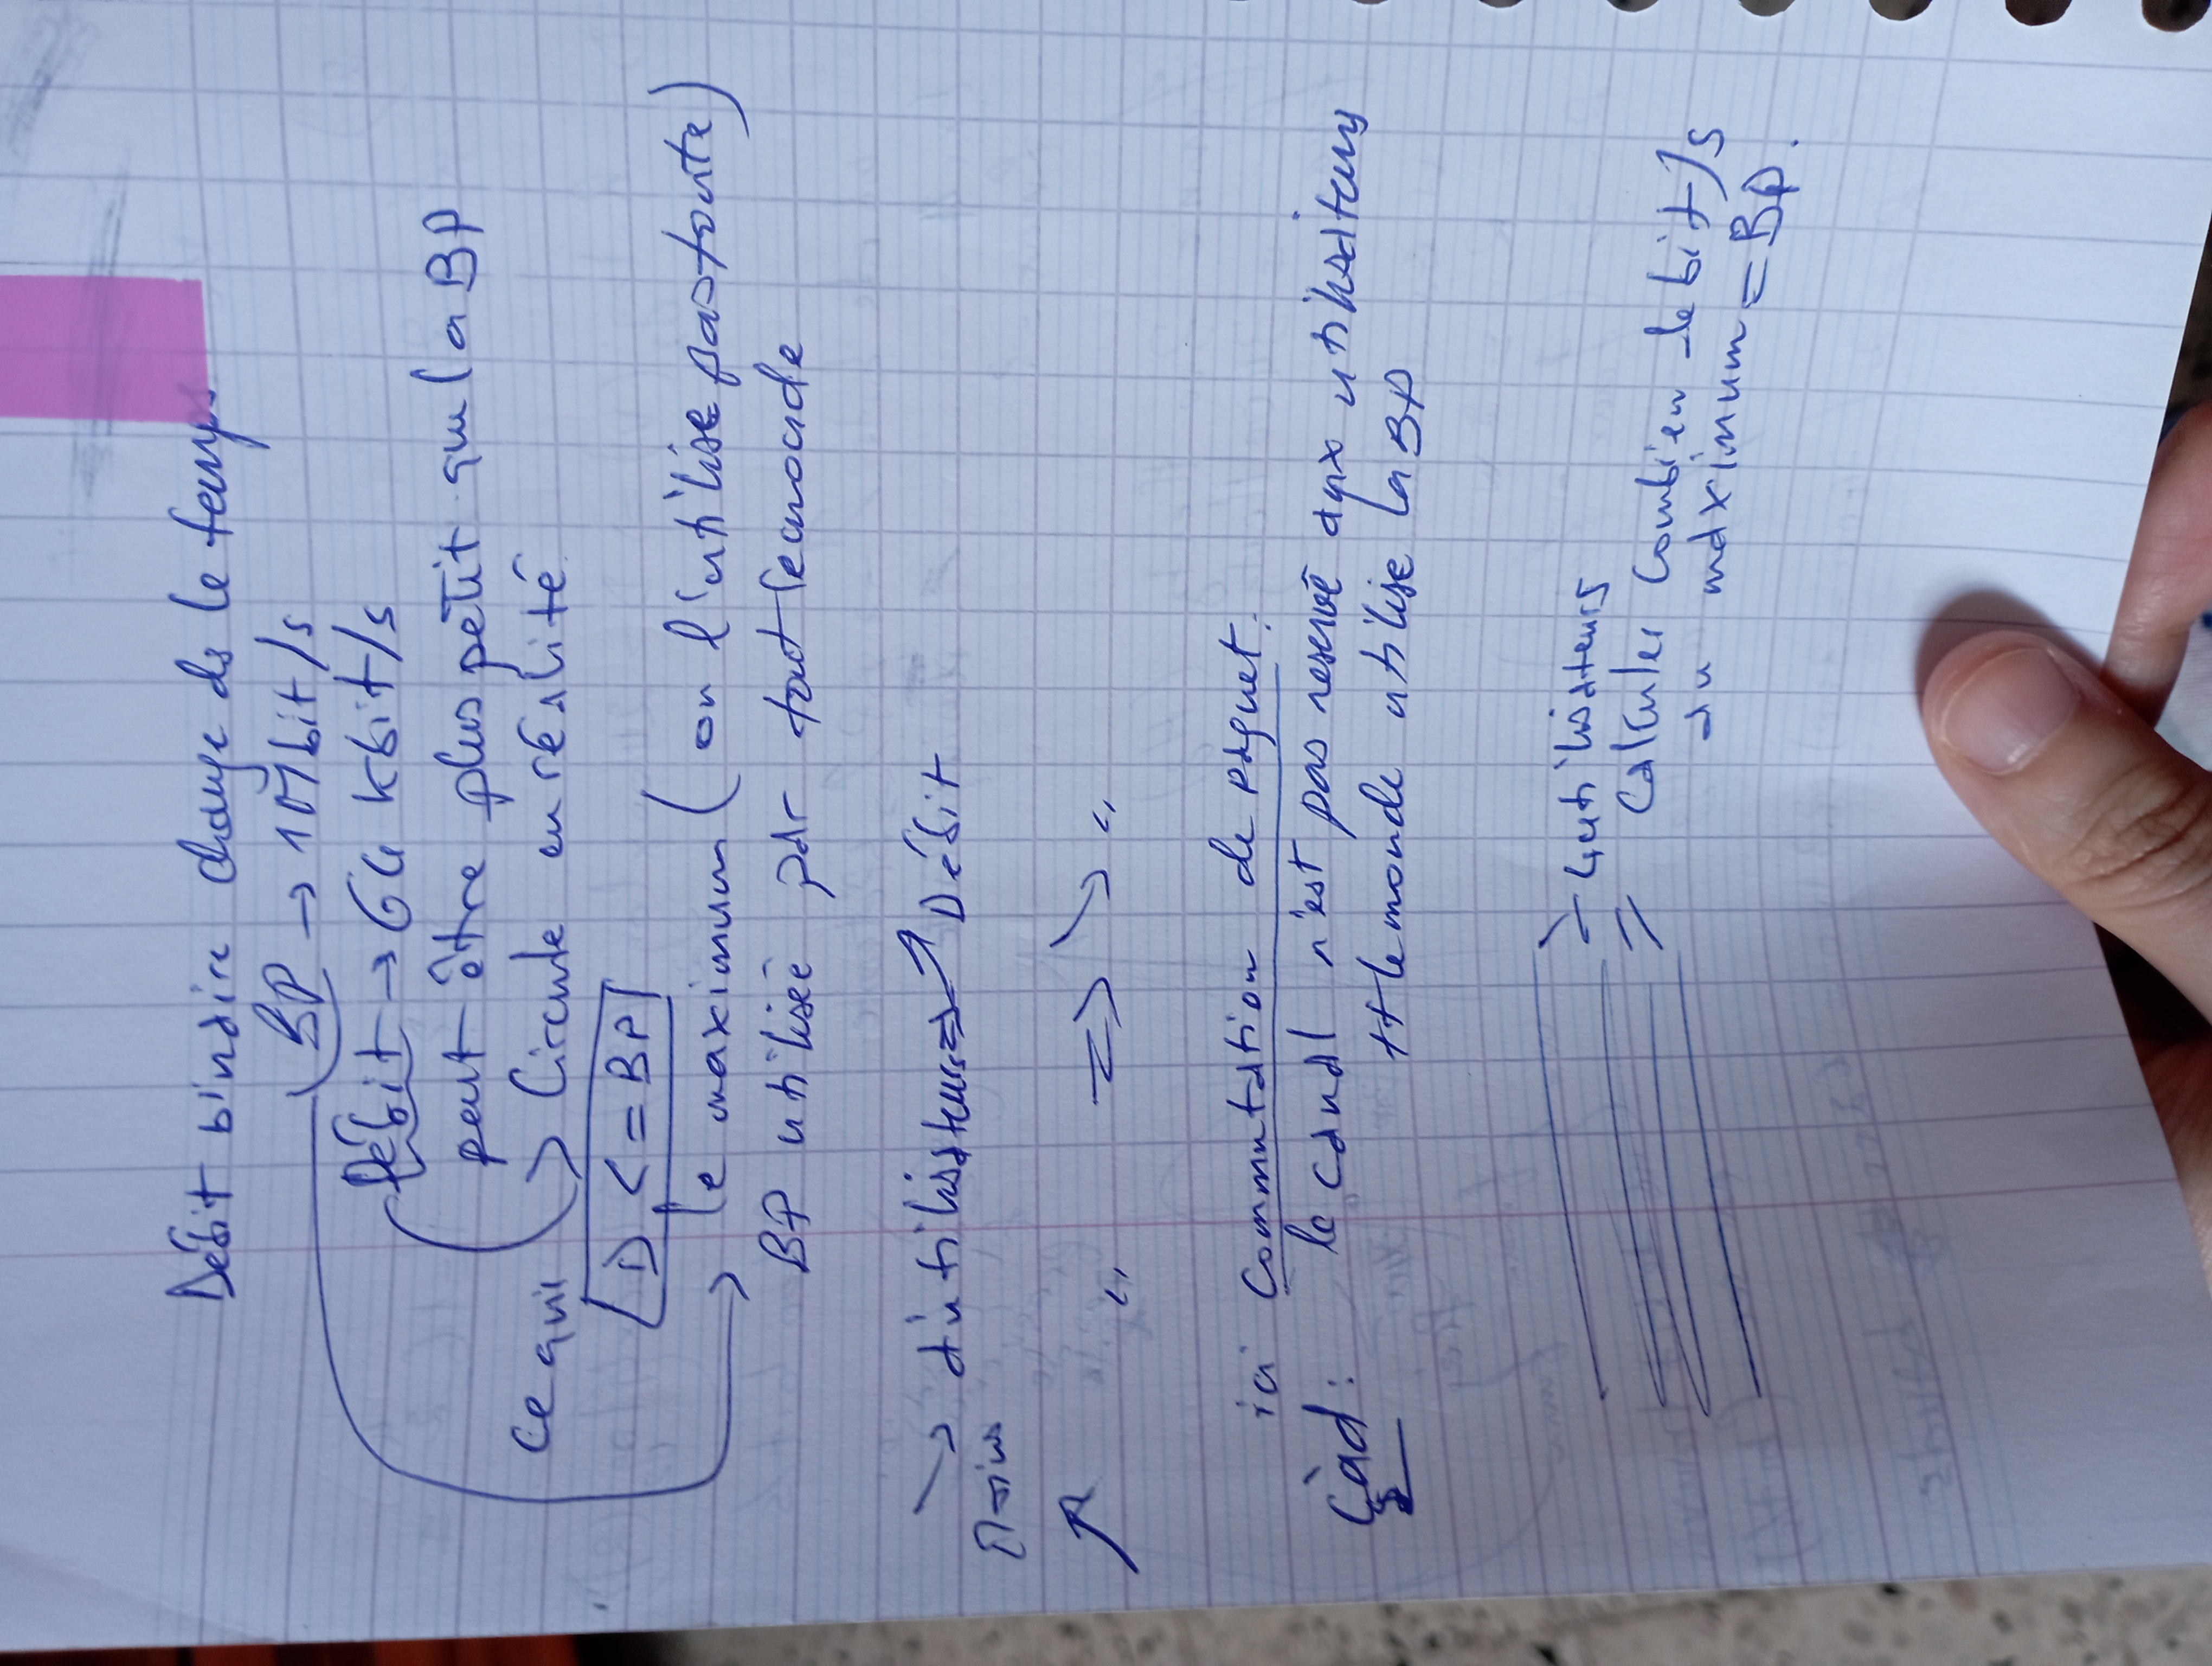 Débit binaire change ds le temps
BP → 1 Mbit/s
Débit → 64 kbit/s
peut être plus petit que la BP
ce qui > Circule en réalité
D <= BP
le maximum (on l'utilise pas toute)
BP utilisée par tout le monde
↘ d'utilisateurs => ↗ Débit
Moins
↗ " => ↘ "
ici commutation de paquet.
càd : le canal n'est pas reservé aux utilisateurs
tt le monde utilise la BP
4 utilisateurs
Calculer Combien de bit/s
au maximum = BP.